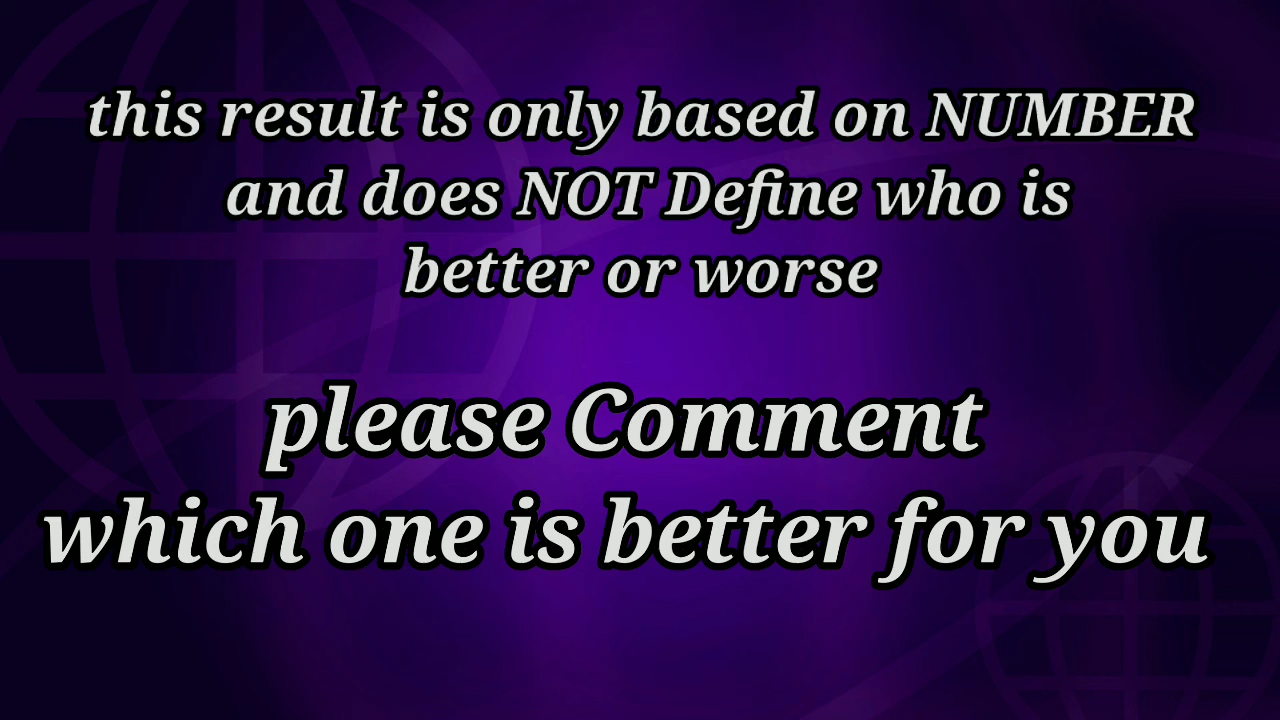 this result is only based on NUMBER
and does NOT Define who is
better or worse
please Comment
which one is better for you